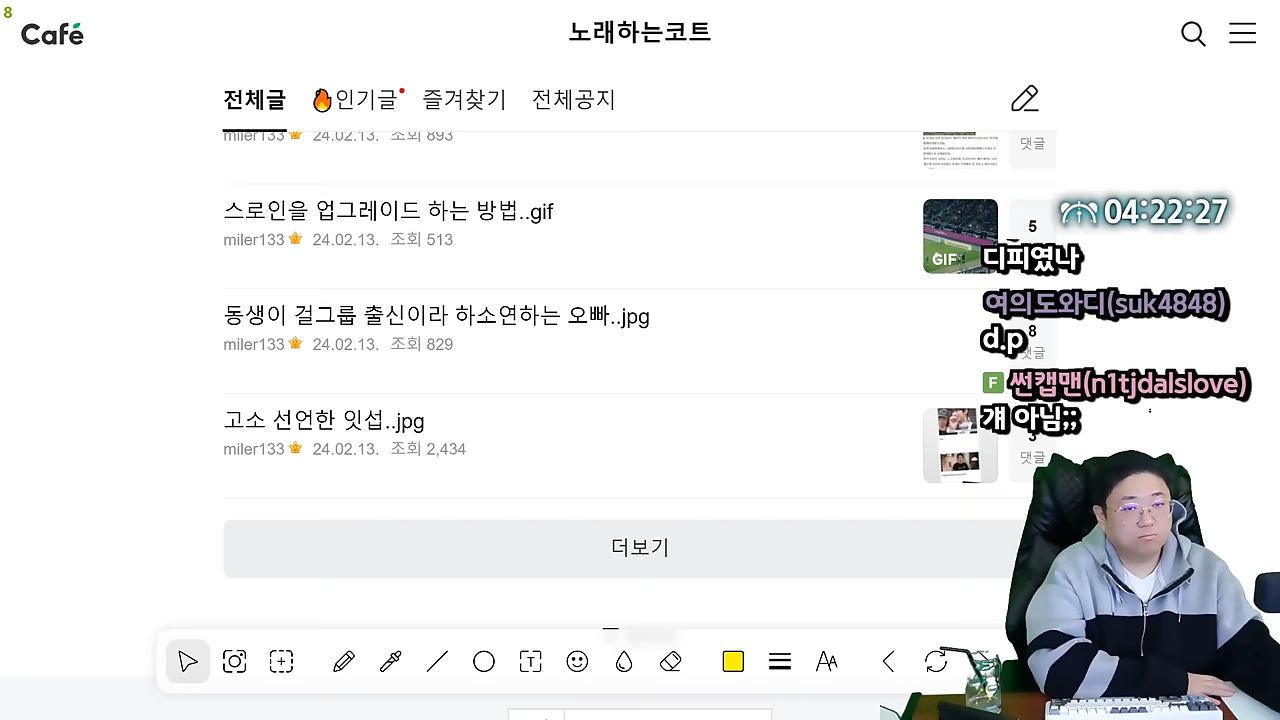 8
Café
노래하는코트
전체글
인기글
즐겨찾기
전체공지
miler133 24.02.13. 조회 893
댓글
스로인을 업그레이드 하는 방법..gif
miler133 24.02.13. 조회 513
GIF
5
04:22:27
디피였나
여의도와디(suk4848)
d.p
동생이 걸그룹 출신이라 하소연하는 오빠..jpg
miler133 24.02.13. 조회 829
8
댓글
F 썬캡맨(n1tjdalslove)
걔 아님;;
고소 선언한 잇섭..jpg
miler133 24.02.13. 조회 2,434
댓글
더보기
T
AA